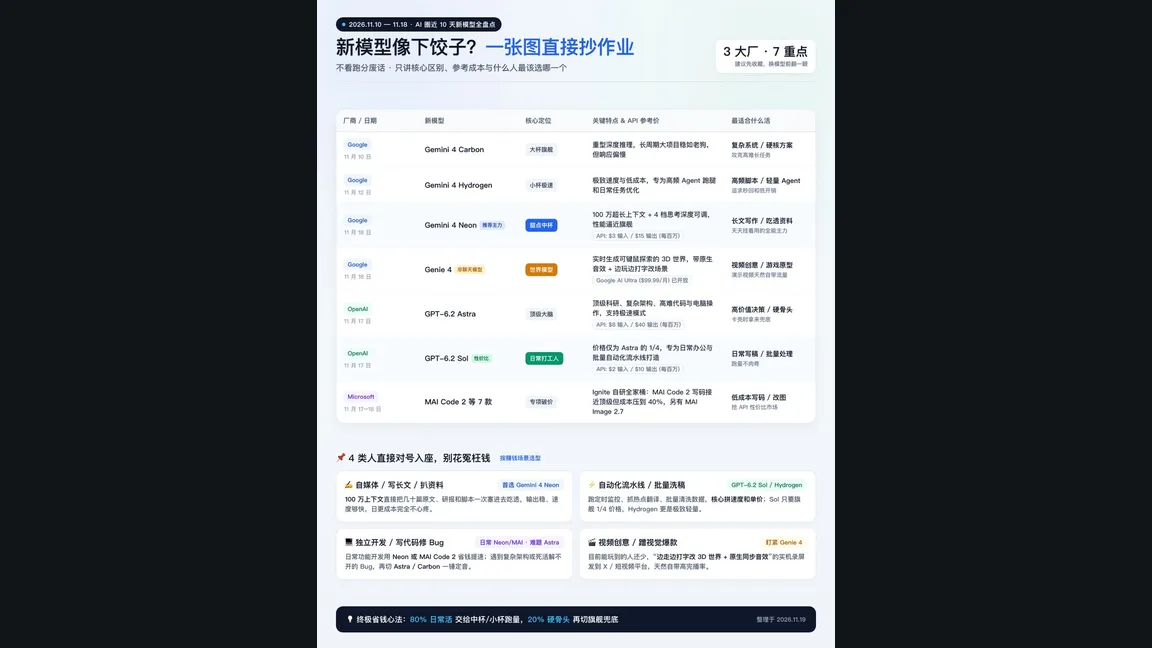 2026.11.10 — 11.18 · AI 圈近 10 天新模型全盘点
新模型像下饺子？一张图直接抄作业
不看跑分废话 · 只讲核心区别、参考成本与什么人最该选哪一个
3 大厂 · 7 重点
建议先收藏，换模型前翻一眼
厂商 / 日期 新模型 核心定位 关键特点 & API 参考价 最适合什么活
Google
11 月 10 日
Gemini 4 Carbon
大杯旗舰
重型深度推理，长周期大项目稳如老狗，
但响应偏慢
复杂系统 / 硬核方案
攻克高难长任务
Google
11 月 12 日
Gemini 4 Hydrogen
小杯极速
极致速度与低成本，专为高频 Agent 跑腿
和日常任务优化
高频脚本 / 轻量 Agent
追求秒回和低开销
Google
11 月 18 日
Gemini 4 Neon 推荐主力
甜点中杯
100 万超长上下文 + 4 档思考深度可调，
性能逼近旗舰
API: $3 输入 / $15 输出 (每百万)
长文写作 / 吃透资料
天天挂着用的全能主力
Google
11 月 18 日
Genie 4 非聊天模型
世界模型
实时生成可键鼠探索的 3D 世界，带原生
音效 + 边玩边打字改场景
Google AI Ultra ($99.99/月) 已开放
视频创意 / 游戏原型
演示视频天然自带流量
OpenAI
11 月 17 日
GPT-6.2 Astra
顶级大脑
顶级科研、复杂架构、高难代码与电脑操
作，支持极速模式
API: $8 输入 / $40 输出 (每百万)
高价值决策 / 硬骨头
卡壳时拿来兜底
OpenAI
11 月 17 日
GPT-6.2 Sol 性价比
日常打工人
价格仅为 Astra 的 1/4，专为日常办公与
批量自动化流水线打造
API: $2 输入 / $10 输出 (每百万)
日常写稿 / 批量处理
跑量不肉疼
Microsoft
11 月 17–18 日
MAI Code 2 等 7 款
专项破价
Ignite 自研全家桶：MAI Code 2 写码接
近顶级但成本压到 40%，另有 MAI
Image 2.7
低成本写码 / 改图
抢 API 性价比市场
📌 4 类人直接对号入座，别花冤枉钱 按赚钱场景选型
✍️ 自媒体 / 写长文 / 扒资料 首选 Gemini 4 Neon
100 万上下文直接把几十篇原文、研报和脚本一次塞进去吃透，输出稳、速
度够快，日更成本完全不心疼。
⚡ 自动化流水线 / 批量洗稿 GPT-6.2 Sol / Hydrogen
跑定时监控、抓热点翻译、批量清洗数据，核心拼速度和单价：Sol 只要旗
舰 1/4 价格，Hydrogen 更是极致轻量。
💻 独立开发 / 写代码修 Bug 日常 Neon/MAI · 难题 Astra
日常功能开发用 Neon 或 MAI Code 2 省钱提速；遇到复杂架构或死活解不
开的 Bug，再切 Astra / Carbon 一锤定音。
🎬 视频创意 / 蹭视觉爆款 盯紧 Genie 4
目前能玩到的人还少，“边走边打字改 3D 世界 + 原生同步音效”的实机录屏
发到 X / 短视频平台，天然自带高完播率。
💡 终极省钱心法：80% 日常活 交给中杯/小杯跑量，20% 硬骨头 再切旗舰兜底
整理于 2026.11.19